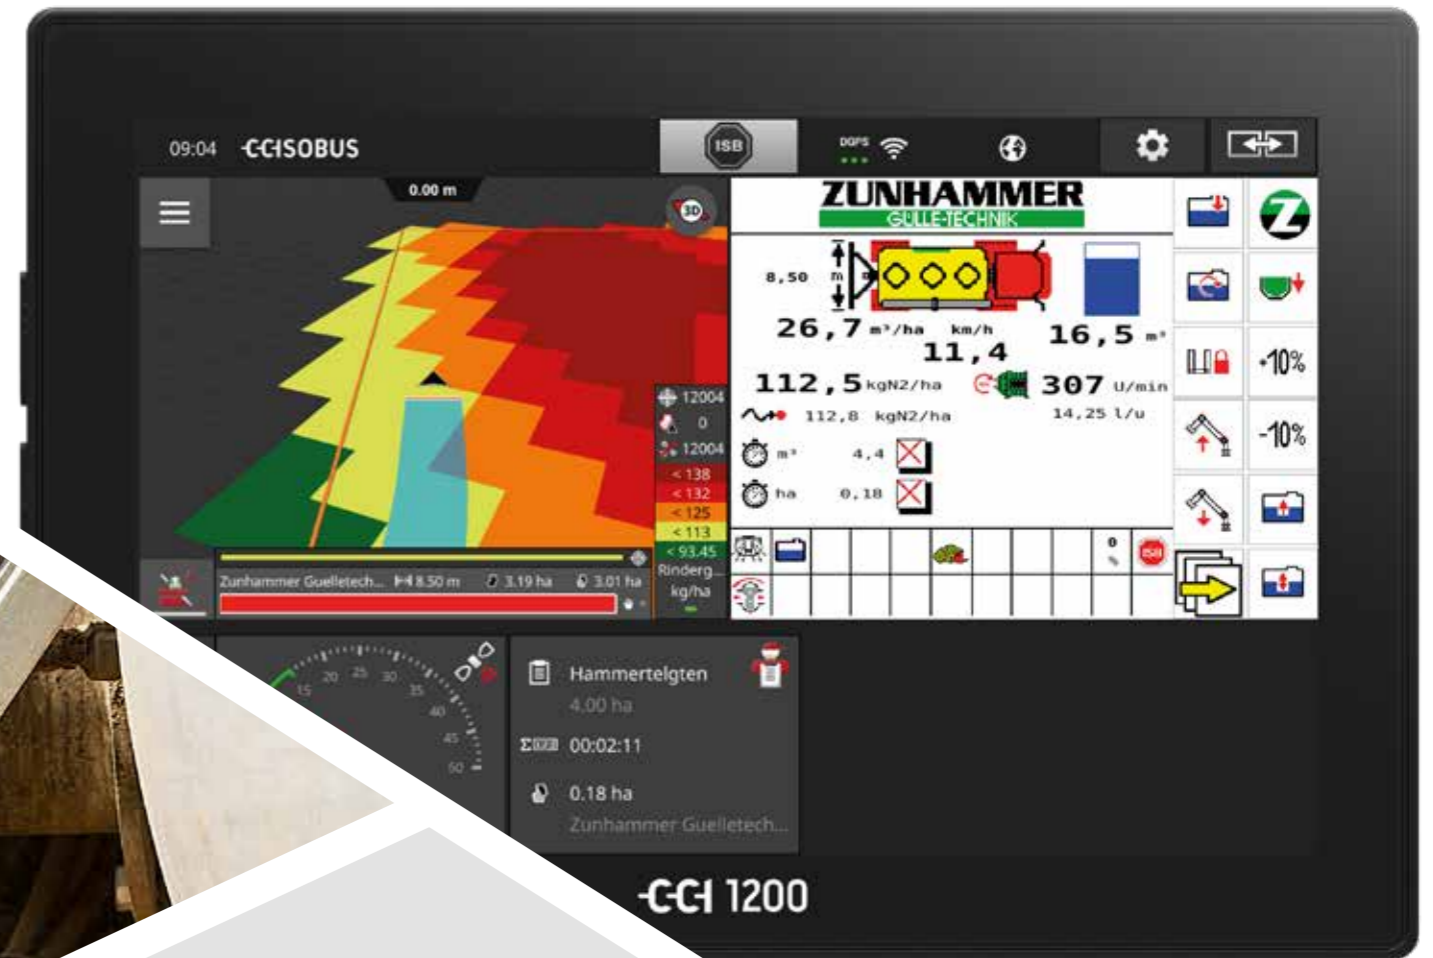 09:04 CCISOBUS
ISB
DGPS
0.00 m
3D
12004
0
12004
< 138
< 132
< 125
< 113
< 93.45
Rinderg...
kg/ha
Zunhammer Guelletech... 8.50 m 3.19 ha 3.01 ha
ZUNHAMMER
GÜLLE-TECHNIK
8,50 m
26,7 m³/ha km/h 16,5 m³
11,4
112,5 kgN2/ha 307 U/min
112,8 kgN2/ha 14,25 l/u
m³ 4,4
ha 0,18
0
ISB
Z
+10%
-10%
15 20 25 30 35 40 45 50
Hammertelgten
4.00 ha
Σ 00:02:11
0.18 ha
Zunhammer Guelletech...
CCI 1200